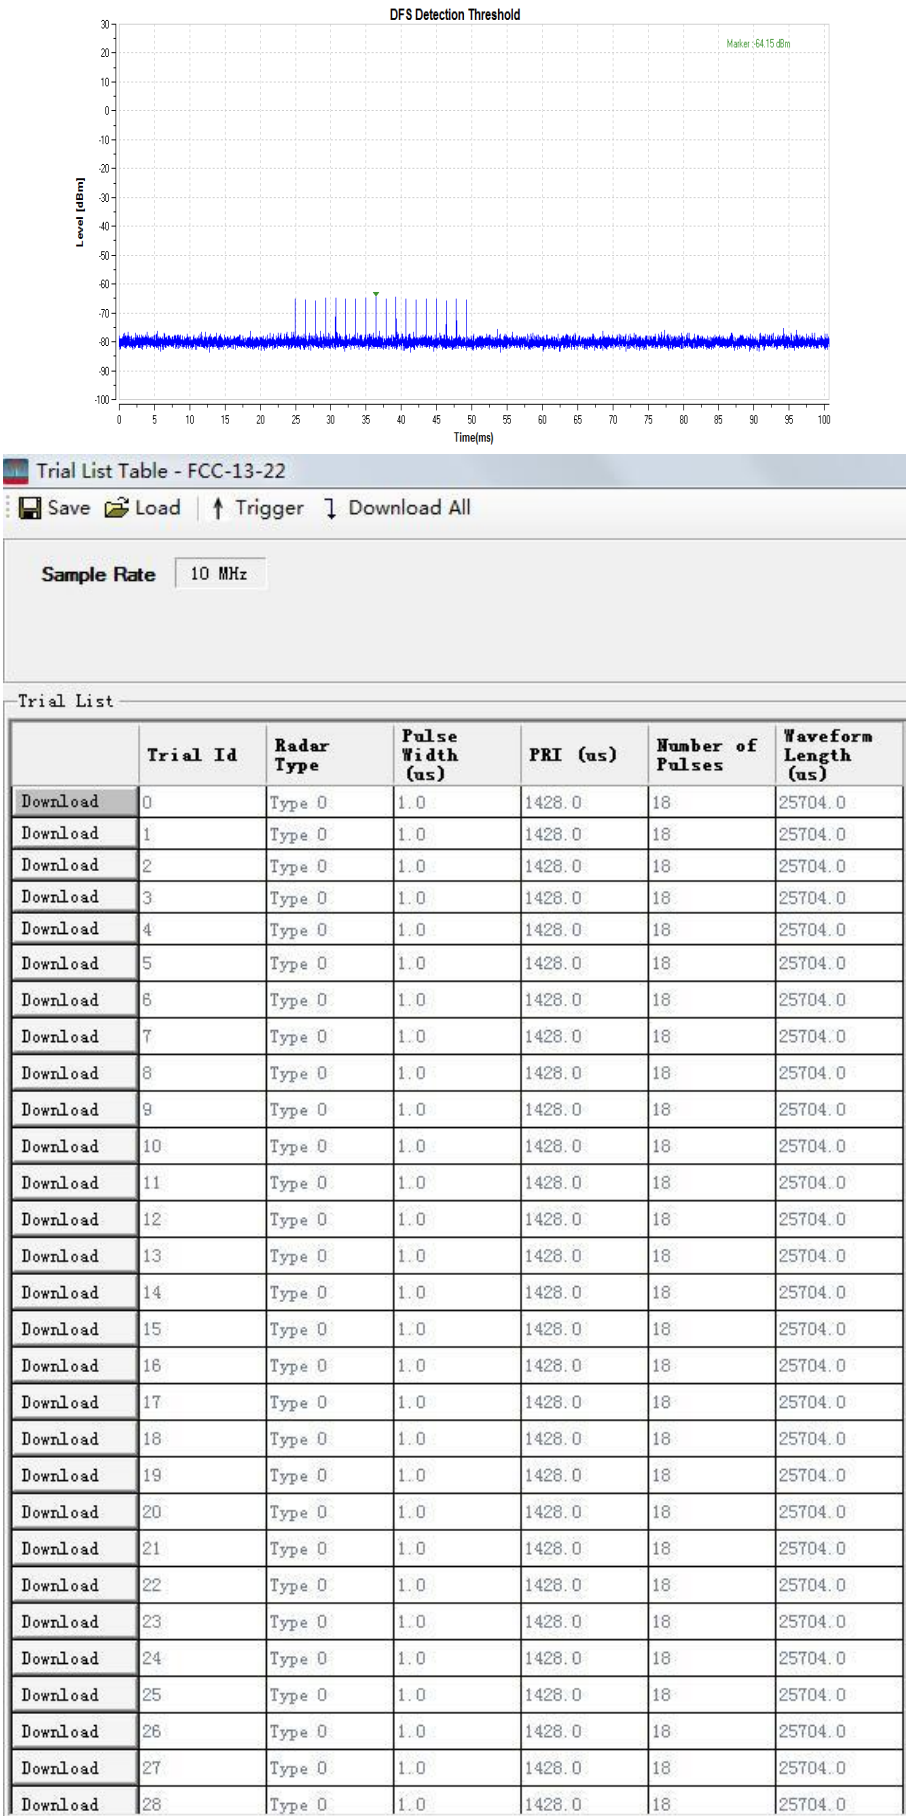 DFS Detection Threshold
Marker: -64.15 dBm
30
20
10
0
-10
-20
-30
-40
-50
-60
-70
-80
-90
-100
Level [dBm]
0 5 10 15 20 25 30 35 40 45 50 55 60 65 70 75 80 85 90 95 100
Time(ms)
Trial List Table - FCC-13-22
Save Load Trigger Download All
Sample Rate 10 MHz
Trial List
Trial Id Radar Type Pulse Width (us) PRI (us) Number of Pulses Waveform Length (us)
Download 0 Type 0 1.0 1428.0 18 25704.0
Download 1 Type 0 1.0 1428.0 18 25704.0
Download 2 Type 0 1.0 1428.0 18 25704.0
Download 3 Type 0 1.0 1428.0 18 25704.0
Download 4 Type 0 1.0 1428.0 18 25704.0
Download 5 Type 0 1.0 1428.0 18 25704.0
Download 6 Type 0 1.0 1428.0 18 25704.0
Download 7 Type 0 1.0 1428.0 18 25704.0
Download 8 Type 0 1.0 1428.0 18 25704.0
Download 9 Type 0 1.0 1428.0 18 25704.0
Download 10 Type 0 1.0 1428.0 18 25704.0
Download 11 Type 0 1.0 1428.0 18 25704.0
Download 12 Type 0 1.0 1428.0 18 25704.0
Download 13 Type 0 1.0 1428.0 18 25704.0
Download 14 Type 0 1.0 1428.0 18 25704.0
Download 15 Type 0 1.0 1428.0 18 25704.0
Download 16 Type 0 1.0 1428.0 18 25704.0
Download 17 Type 0 1.0 1428.0 18 25704.0
Download 18 Type 0 1.0 1428.0 18 25704.0
Download 19 Type 0 1.0 1428.0 18 25704.0
Download 20 Type 0 1.0 1428.0 18 25704.0
Download 21 Type 0 1.0 1428.0 18 25704.0
Download 22 Type 0 1.0 1428.0 18 25704.0
Download 23 Type 0 1.0 1428.0 18 25704.0
Download 24 Type 0 1.0 1428.0 18 25704.0
Download 25 Type 0 1.0 1428.0 18 25704.0
Download 26 Type 0 1.0 1428.0 18 25704.0
Download 27 Type 0 1.0 1428.0 18 25704.0
Download 28 Type 0 1.0 1428.0 18 25704.0